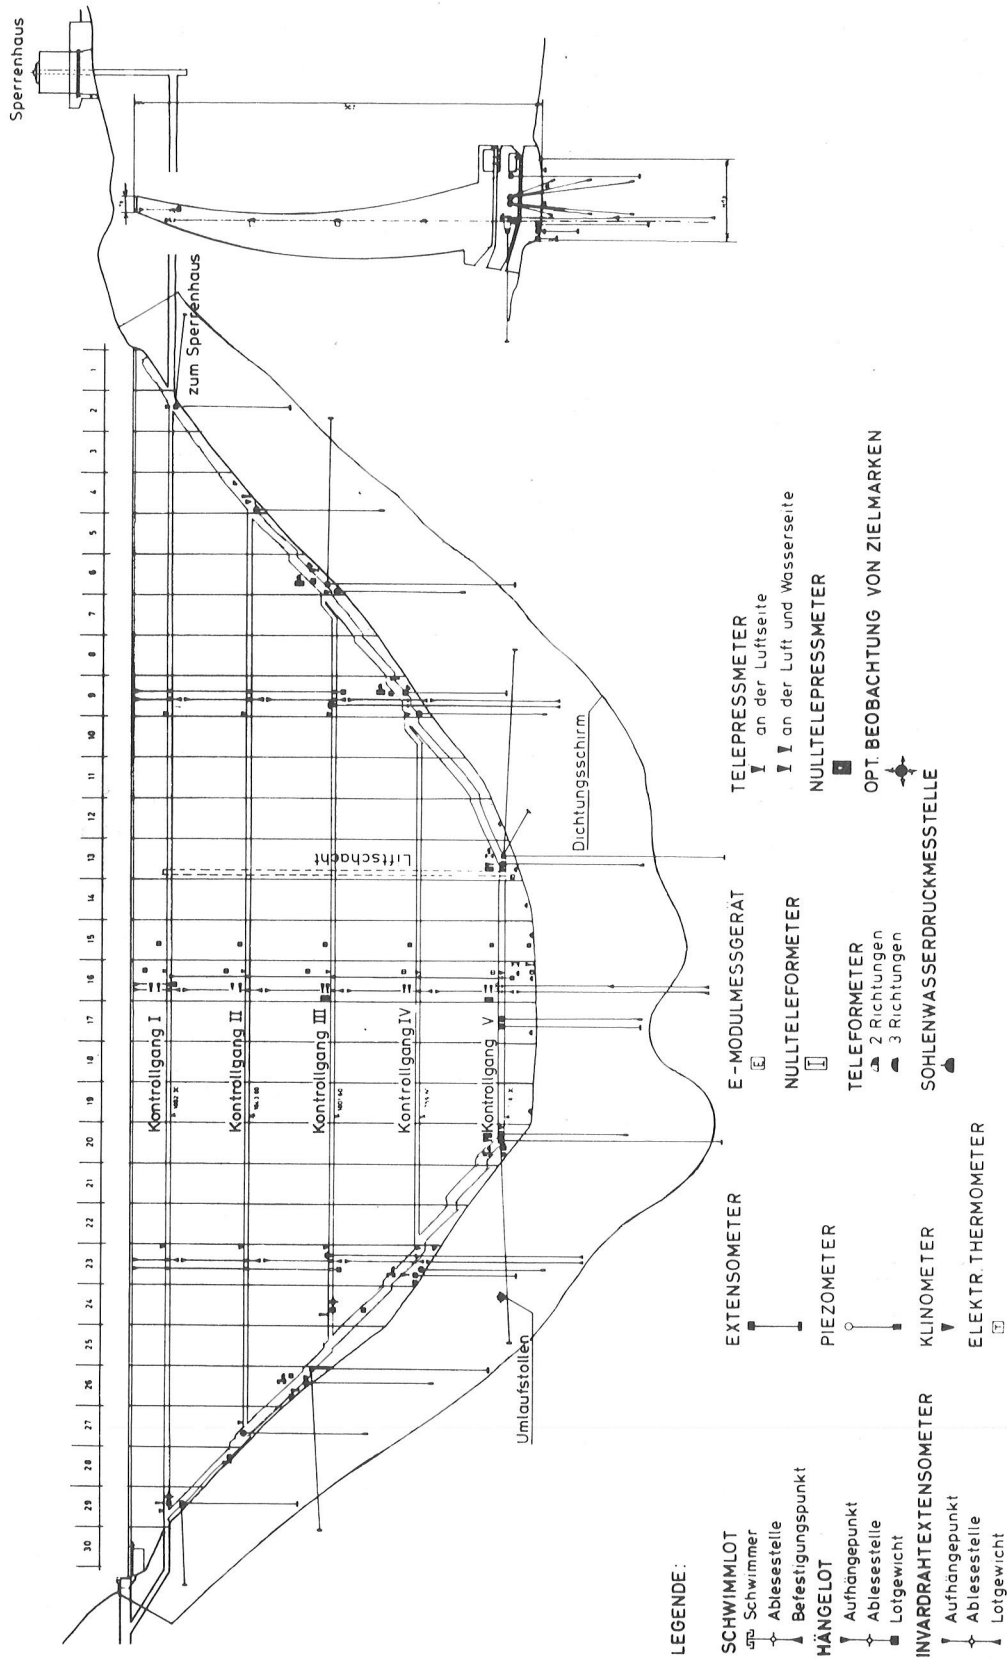 Sperrenhaus
zum Sperrenhaus
30 29 28 27 26 25 24 23 22 21 20 19 18 17 16 15 14 13 12 11 10 9 8 7 6 5 4 3 2 1
Kontrollgang I
Kontrollgang II
Kontrollgang III
Kontrollgang IV
Kontrollgang V
Liftschacht
Umlaufstollen
Dichtungsschirm
LEGENDE:
SCHWIMMLOT
Schwimmer
Ablesestelle
Befestigungspunkt
HÄNGELOT
Aufhängepunkt
Ablesestelle
Lotgewicht
INVARDRAHTEXTENSOMETER
Aufhängepunkt
Ablesestelle
Lotgewicht
EXTENSOMETER
PIEZOMETER
KLINOMETER
ELEKTR. THERMOMETER
T
E-MODULMESSGERÄT
E
NULLTELEFORMETER
I
TELEFORMETER
2 Richtungen
3 Richtungen
SOHLENWASSERDRUCKMESSTELLE
TELEPRESSMETER
an der Luftseite
an der Luft und Wasserseite
NULLTELEPRESSMETER
OPT. BEOBACHTUNG VON ZIELMARKEN